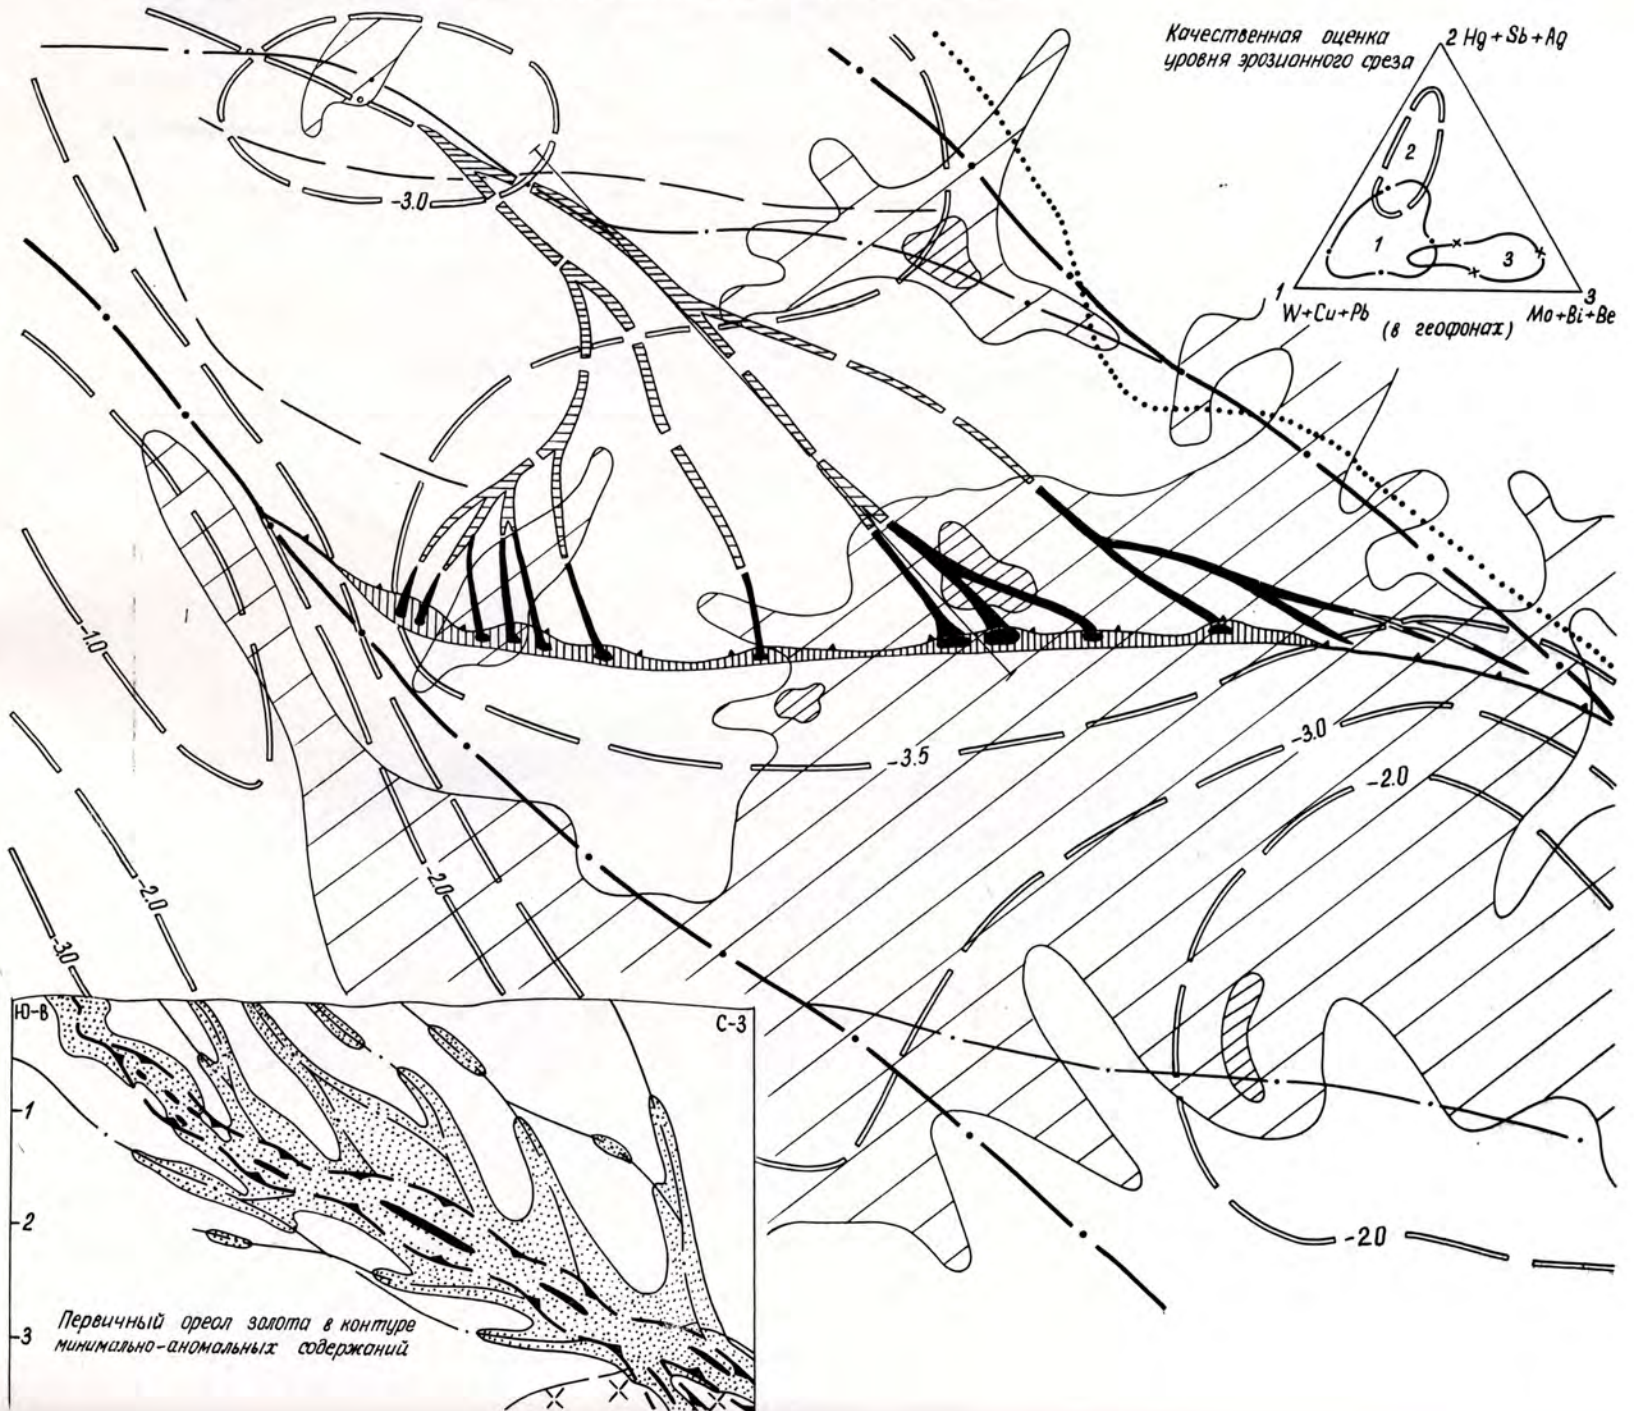 Качественная оценка
уровня эрозионного среза
2 Hg+Sb+Ag
2
1
3
1
3
W+Cu+Pb
Mo+Bi+Be
(в геофонах)
-3.0
-1.0
-3.5
-3.0
-2.0
-2.0
-2.0
-3.0
-2.0
Ю-В
С-З
-1
-2
-3
Первичный ореол золота в контуре
минимально-аномальных содержаний